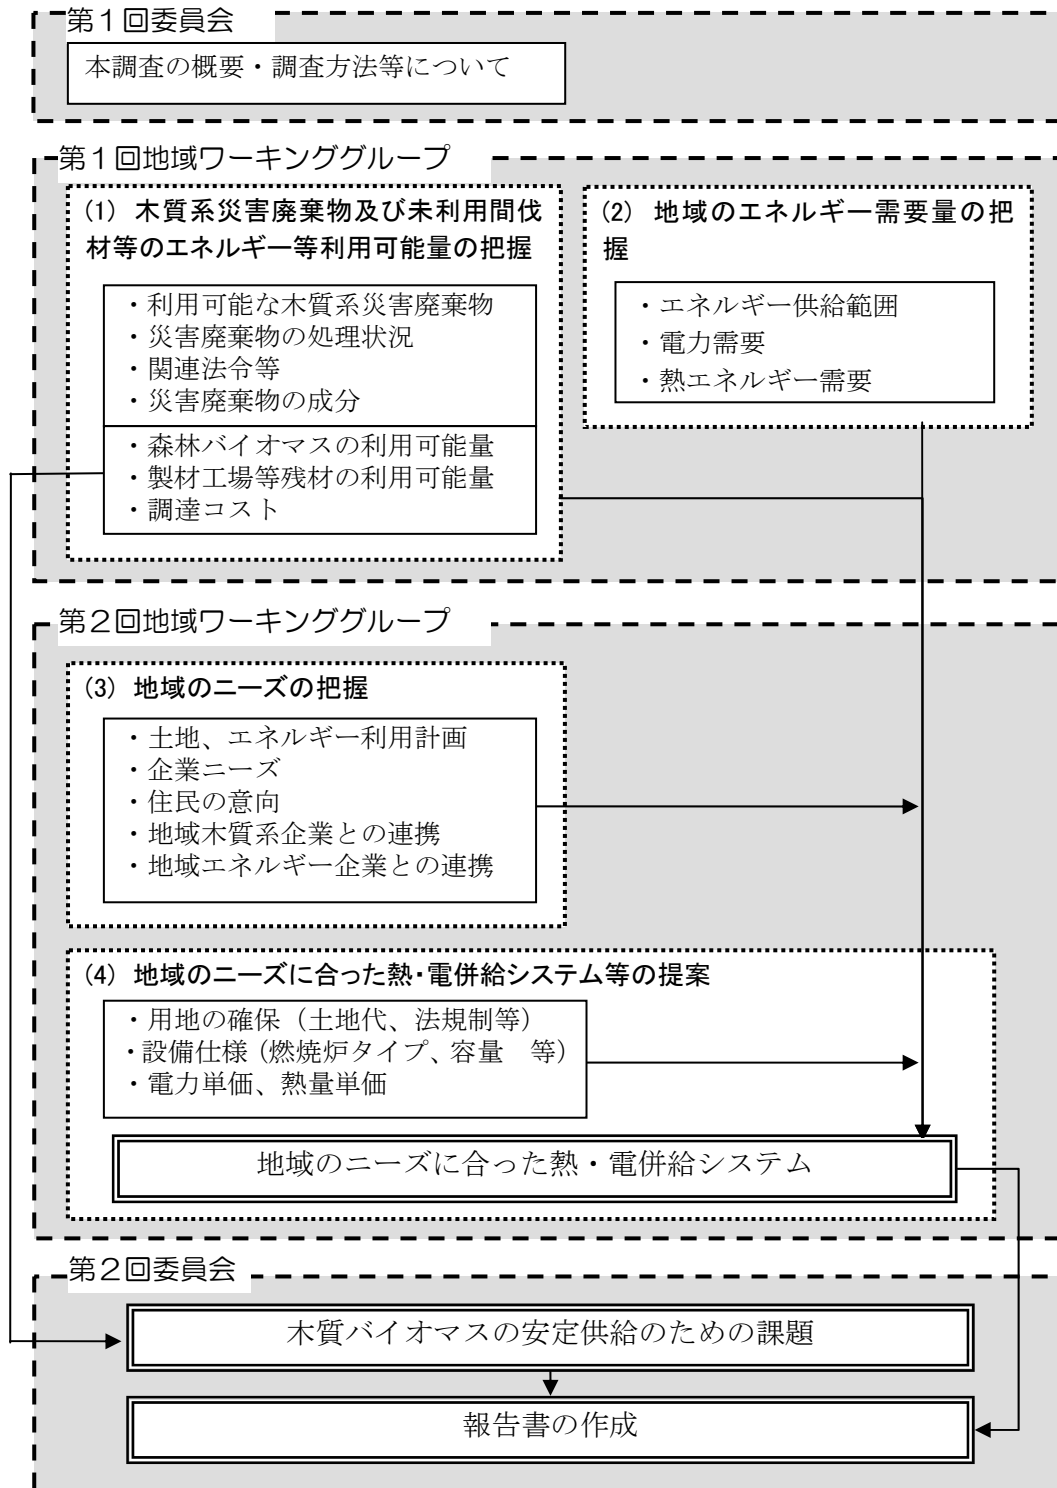 第1回委員会
本調査の概要・調査方法等について
第1回地域ワーキンググループ
(1) 木質系災害廃棄物及び未利用間伐
材等のエネルギー等利用可能量の把握
・利用可能な木質系災害廃棄物
・災害廃棄物の処理状況
・関連法令等
・災害廃棄物の成分
・森林バイオマスの利用可能量
・製材工場等残材の利用可能量
・調達コスト
(2) 地域のエネルギー需要量の把
握
・エネルギー供給範囲
・電力需要
・熱エネルギー需要
第2回地域ワーキンググループ
(3) 地域のニーズの把握
・土地、エネルギー利用計画
・企業ニーズ
・住民の意向
・地域木質系企業との連携
・地域エネルギー企業との連携
(4) 地域のニーズに合った熱・電併給システム等の提案
・用地の確保（土地代、法規制等）
・設備仕様（燃焼炉タイプ、容量　等）
・電力単価、熱量単価
地域のニーズに合った熱・電併給システム
第2回委員会
木質バイオマスの安定供給のための課題
報告書の作成